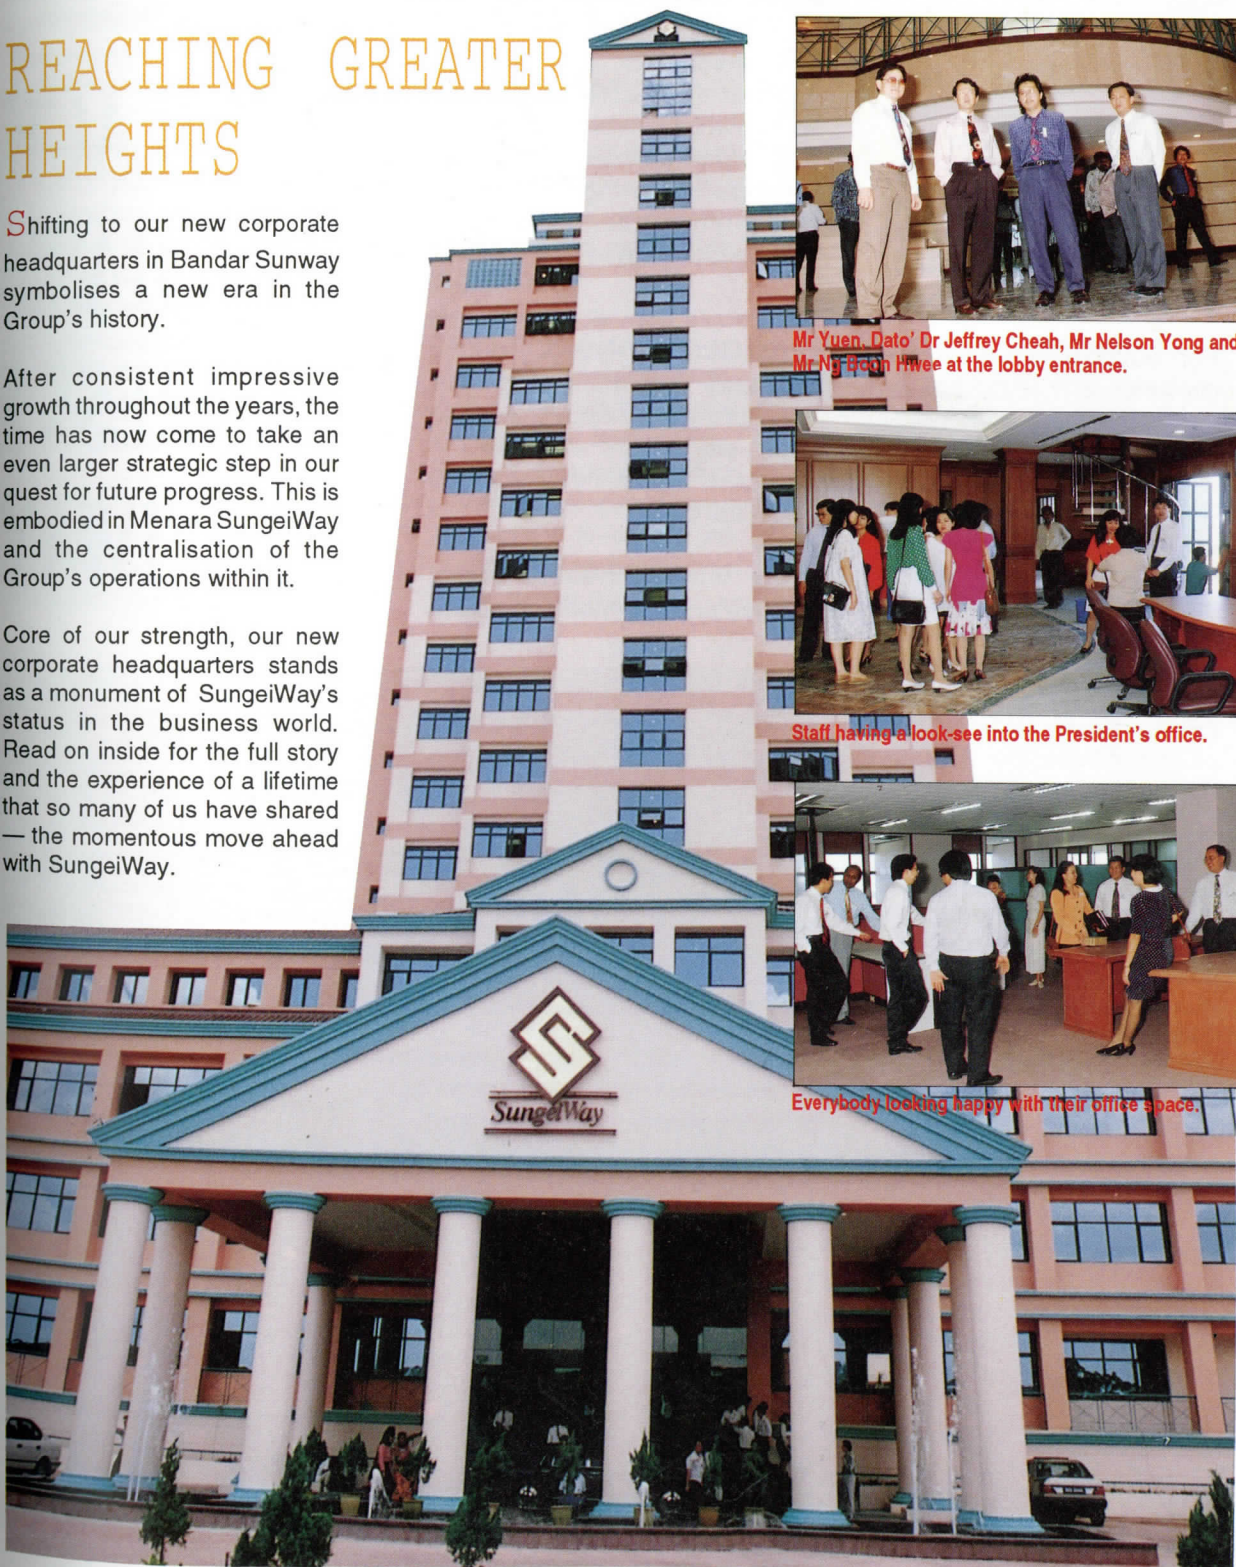 REACHING GREATER
HEIGHTS
Shifting to our new corporate
headquarters in Bandar Sunway
symbolises a new era in the
Group's history.
After consistent impressive
growth throughout the years, the
time has now come to take an
even larger strategic step in our
quest for future progress. This is
embodied in Menara SungeiWay
and the centralisation of the
Group's operations within it.
Core of our strength, our new
corporate headquarters stands
as a monument of SungeiWay's
status in the business world.
Read on inside for the full story
and the experience of a lifetime
that so many of us have shared
— the momentous move ahead
with SungeiWay.
Mr Yuen, Dato' Dr Jeffrey Cheah, Mr Nelson Yong and
Mr Ng Boon Hwee at the lobby entrance.
Staff having a look-see into the President's office.
Everybody looking happy with their office space.
SungeiWay